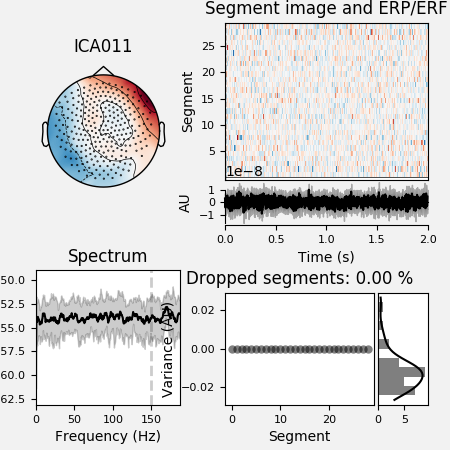 Segment image and ERP/ERF
ICA011
Segment
25
20
15
10
5
1e−8
AU
1
0
−1
0.0 0.5 1.0 1.5 2.0
Time (s)
Spectrum
Dropped segments: 0.00 %
50.0
52.5
55.0
57.5
60.0
62.5
0 50 100 150
Frequency (Hz)
Variance (AU)
0.02
0.00
−0.02
0 10 20
Segment
0 5